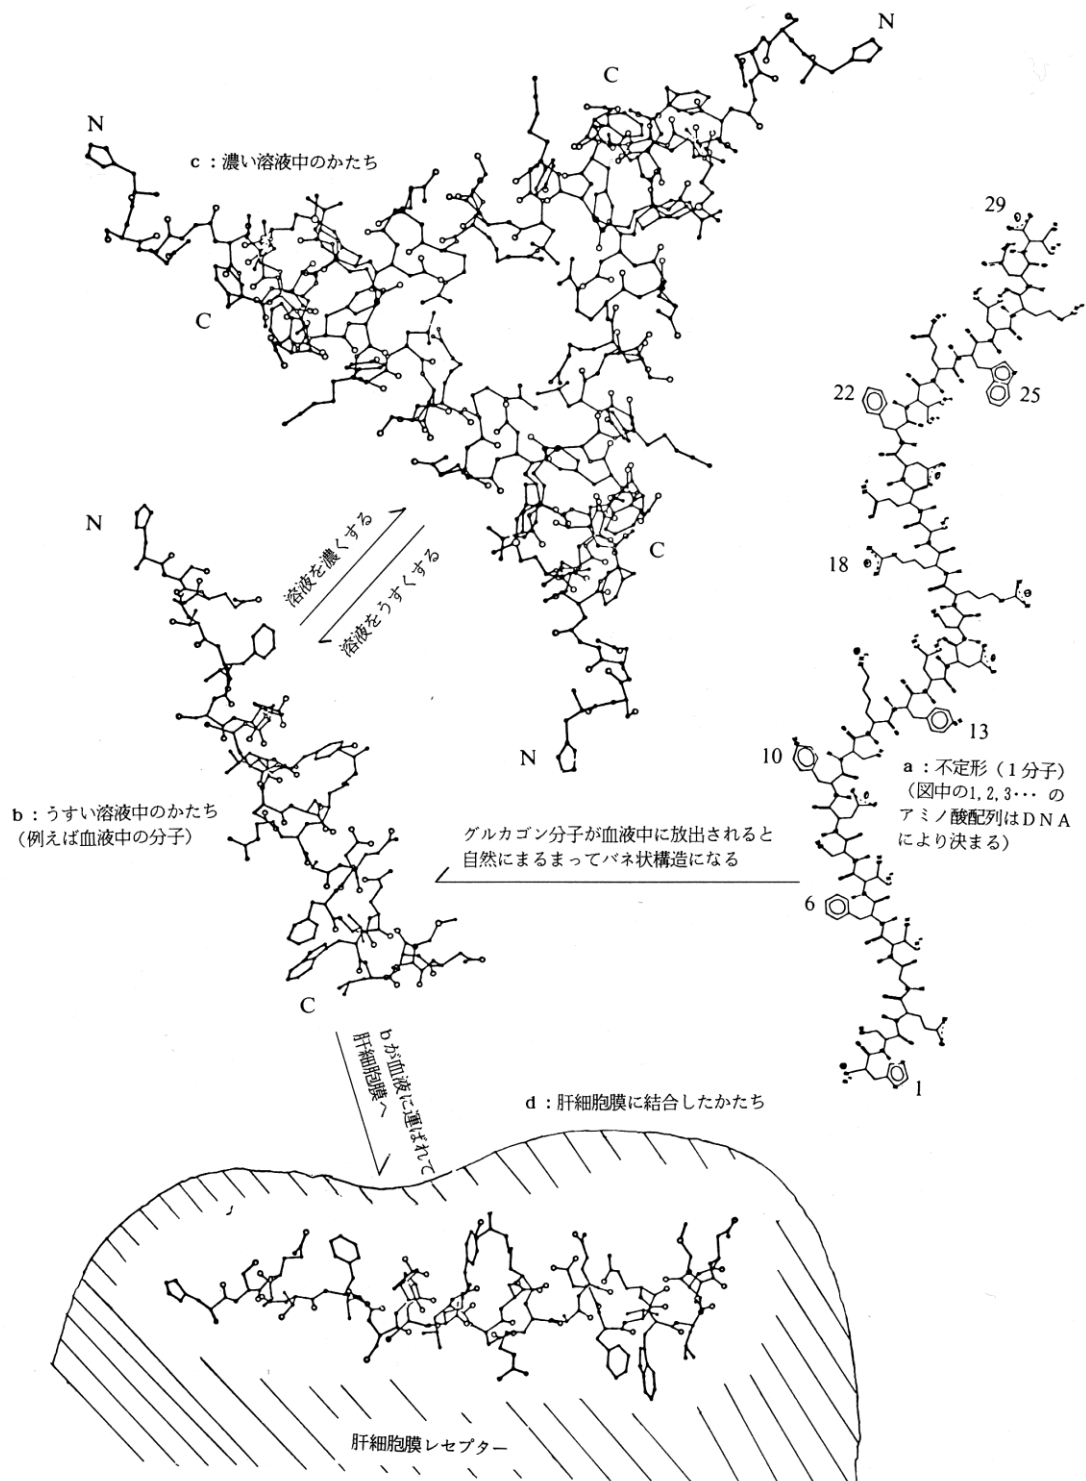 N
C
N
c：濃い溶液中のかたち
C
29
22
25
N
溶液を濃くする
溶液をうすくする
C
18
N
10
13
a：不定形（1分子）
（図中の1,2,3･･･ の
アミノ酸配列はDNA
により決まる）
b：うすい溶液中のかたち
（例えば血液中の分子）
グルカゴン分子が血液中に放出されると
自然にまるまってバネ状構造になる
6
C
bが血液に運ばれて
肝細胞膜へ
1
d：肝細胞膜に結合したかたち
肝細胞膜レセプター